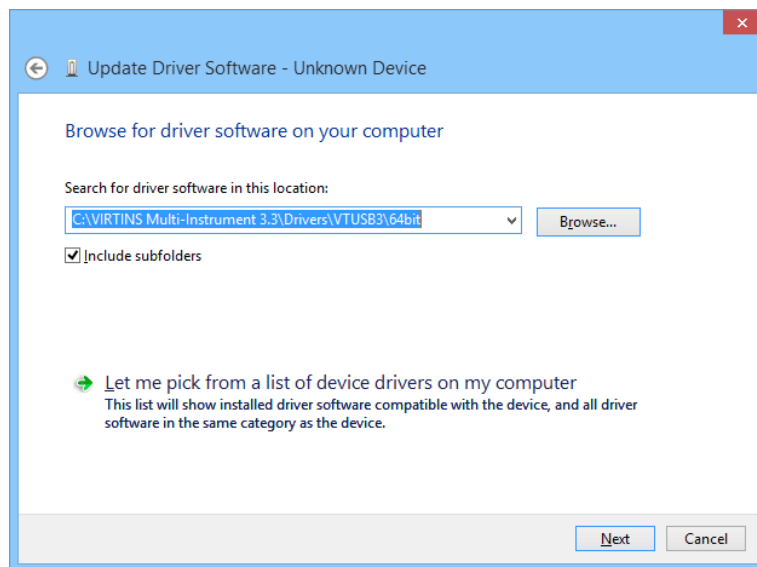 Update Driver Software - Unknown Device
Browse for driver software on your computer
Search for driver software in this location:
C:\VIRTINS Multi-Instrument 3.3\Drivers\VTUSB3\64bit
Browse...
Include subfolders
Let me pick from a list of device drivers on my computer
This list will show installed driver software compatible with the device, and all driver
software in the same category as the device.
Next
Cancel